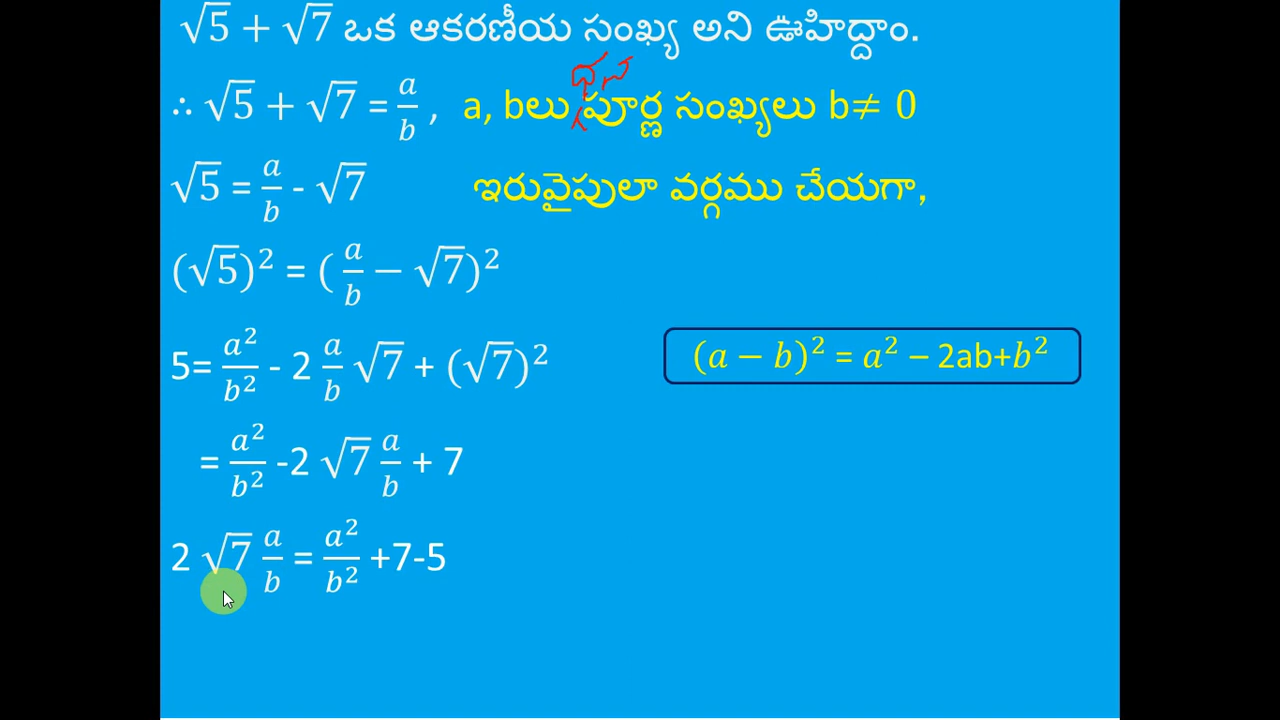 √5 + √7 ఒక ఆకరణీయ సంఖ్య అని ఊహిద్దాం.
ధన
∴ √5 + √7 = a/b , a, bలు పూర్ణ సంఖ్యలు b≠ 0
√5 = a/b - √7 ఇరువైపులా వర్గము చేయగా,
(√5)² = ( a/b − √7)²
5= a²/b² - 2 a/b √7 + (√7)² (a − b)² = a² − 2ab+b²
= a²/b² -2 √7 a/b + 7
2 √7 a/b = a²/b² +7-5